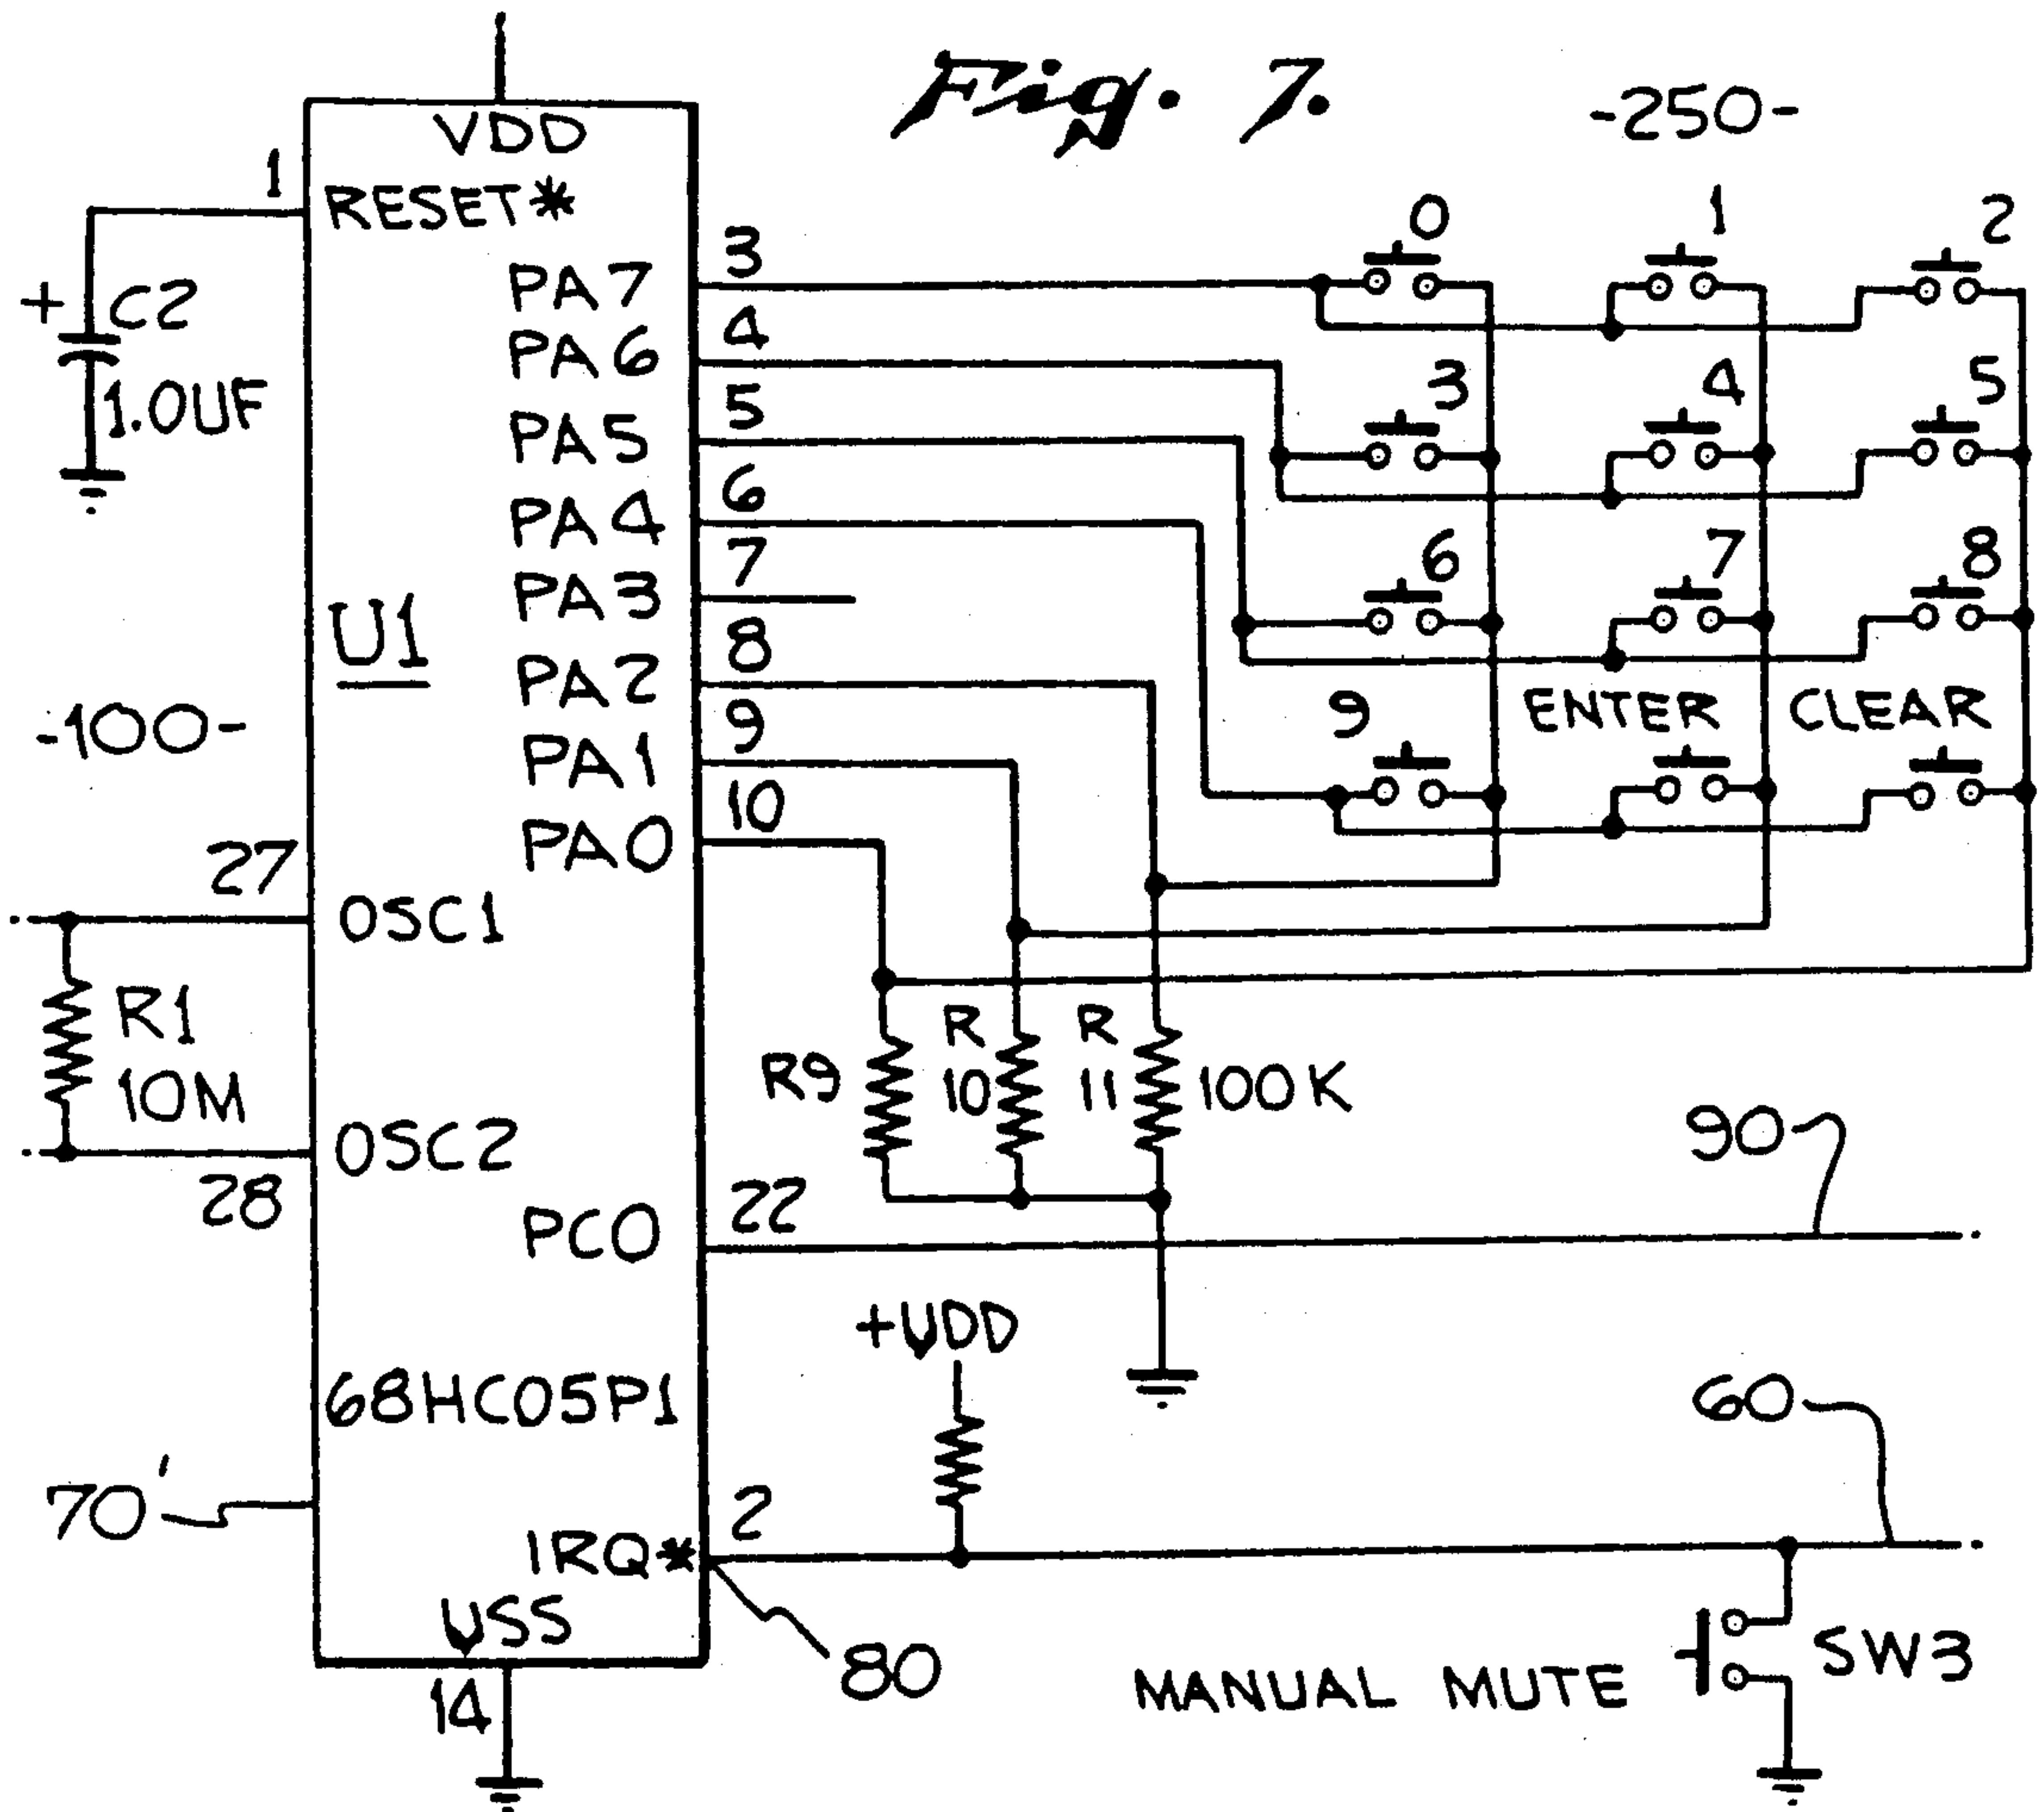 Fig. 7.
-250-
VDD
1
RESET*
C2
+
1.0UF
PA7
3
PA6
4
PA5
5
PA4
6
PA3
7
PA2
8
PA1
9
PA0
10
0
1
2
3
4
5
6
7
8
9
ENTER
CLEAR
U1
-100-
27
OSC1
R1
10M
OSC2
28
R9
R
10
R
11
100K
90
PC0
22
+VDD
68HC05P1
60
70'
IRQ*
2
VSS
14
80
MANUAL MUTE
SW3